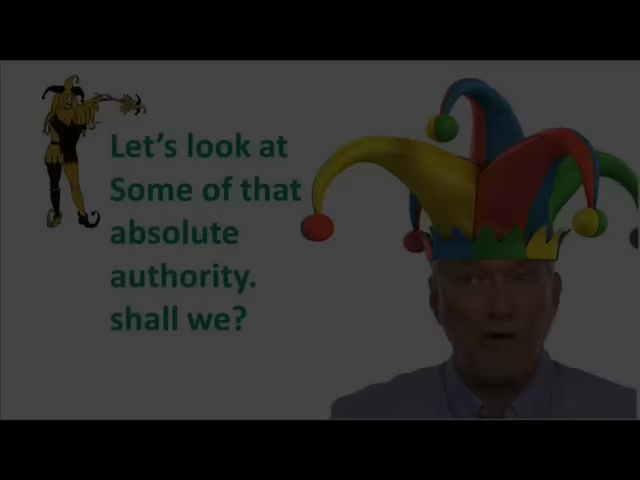 Let's look at
Some of that
absolute
authority.
shall we?